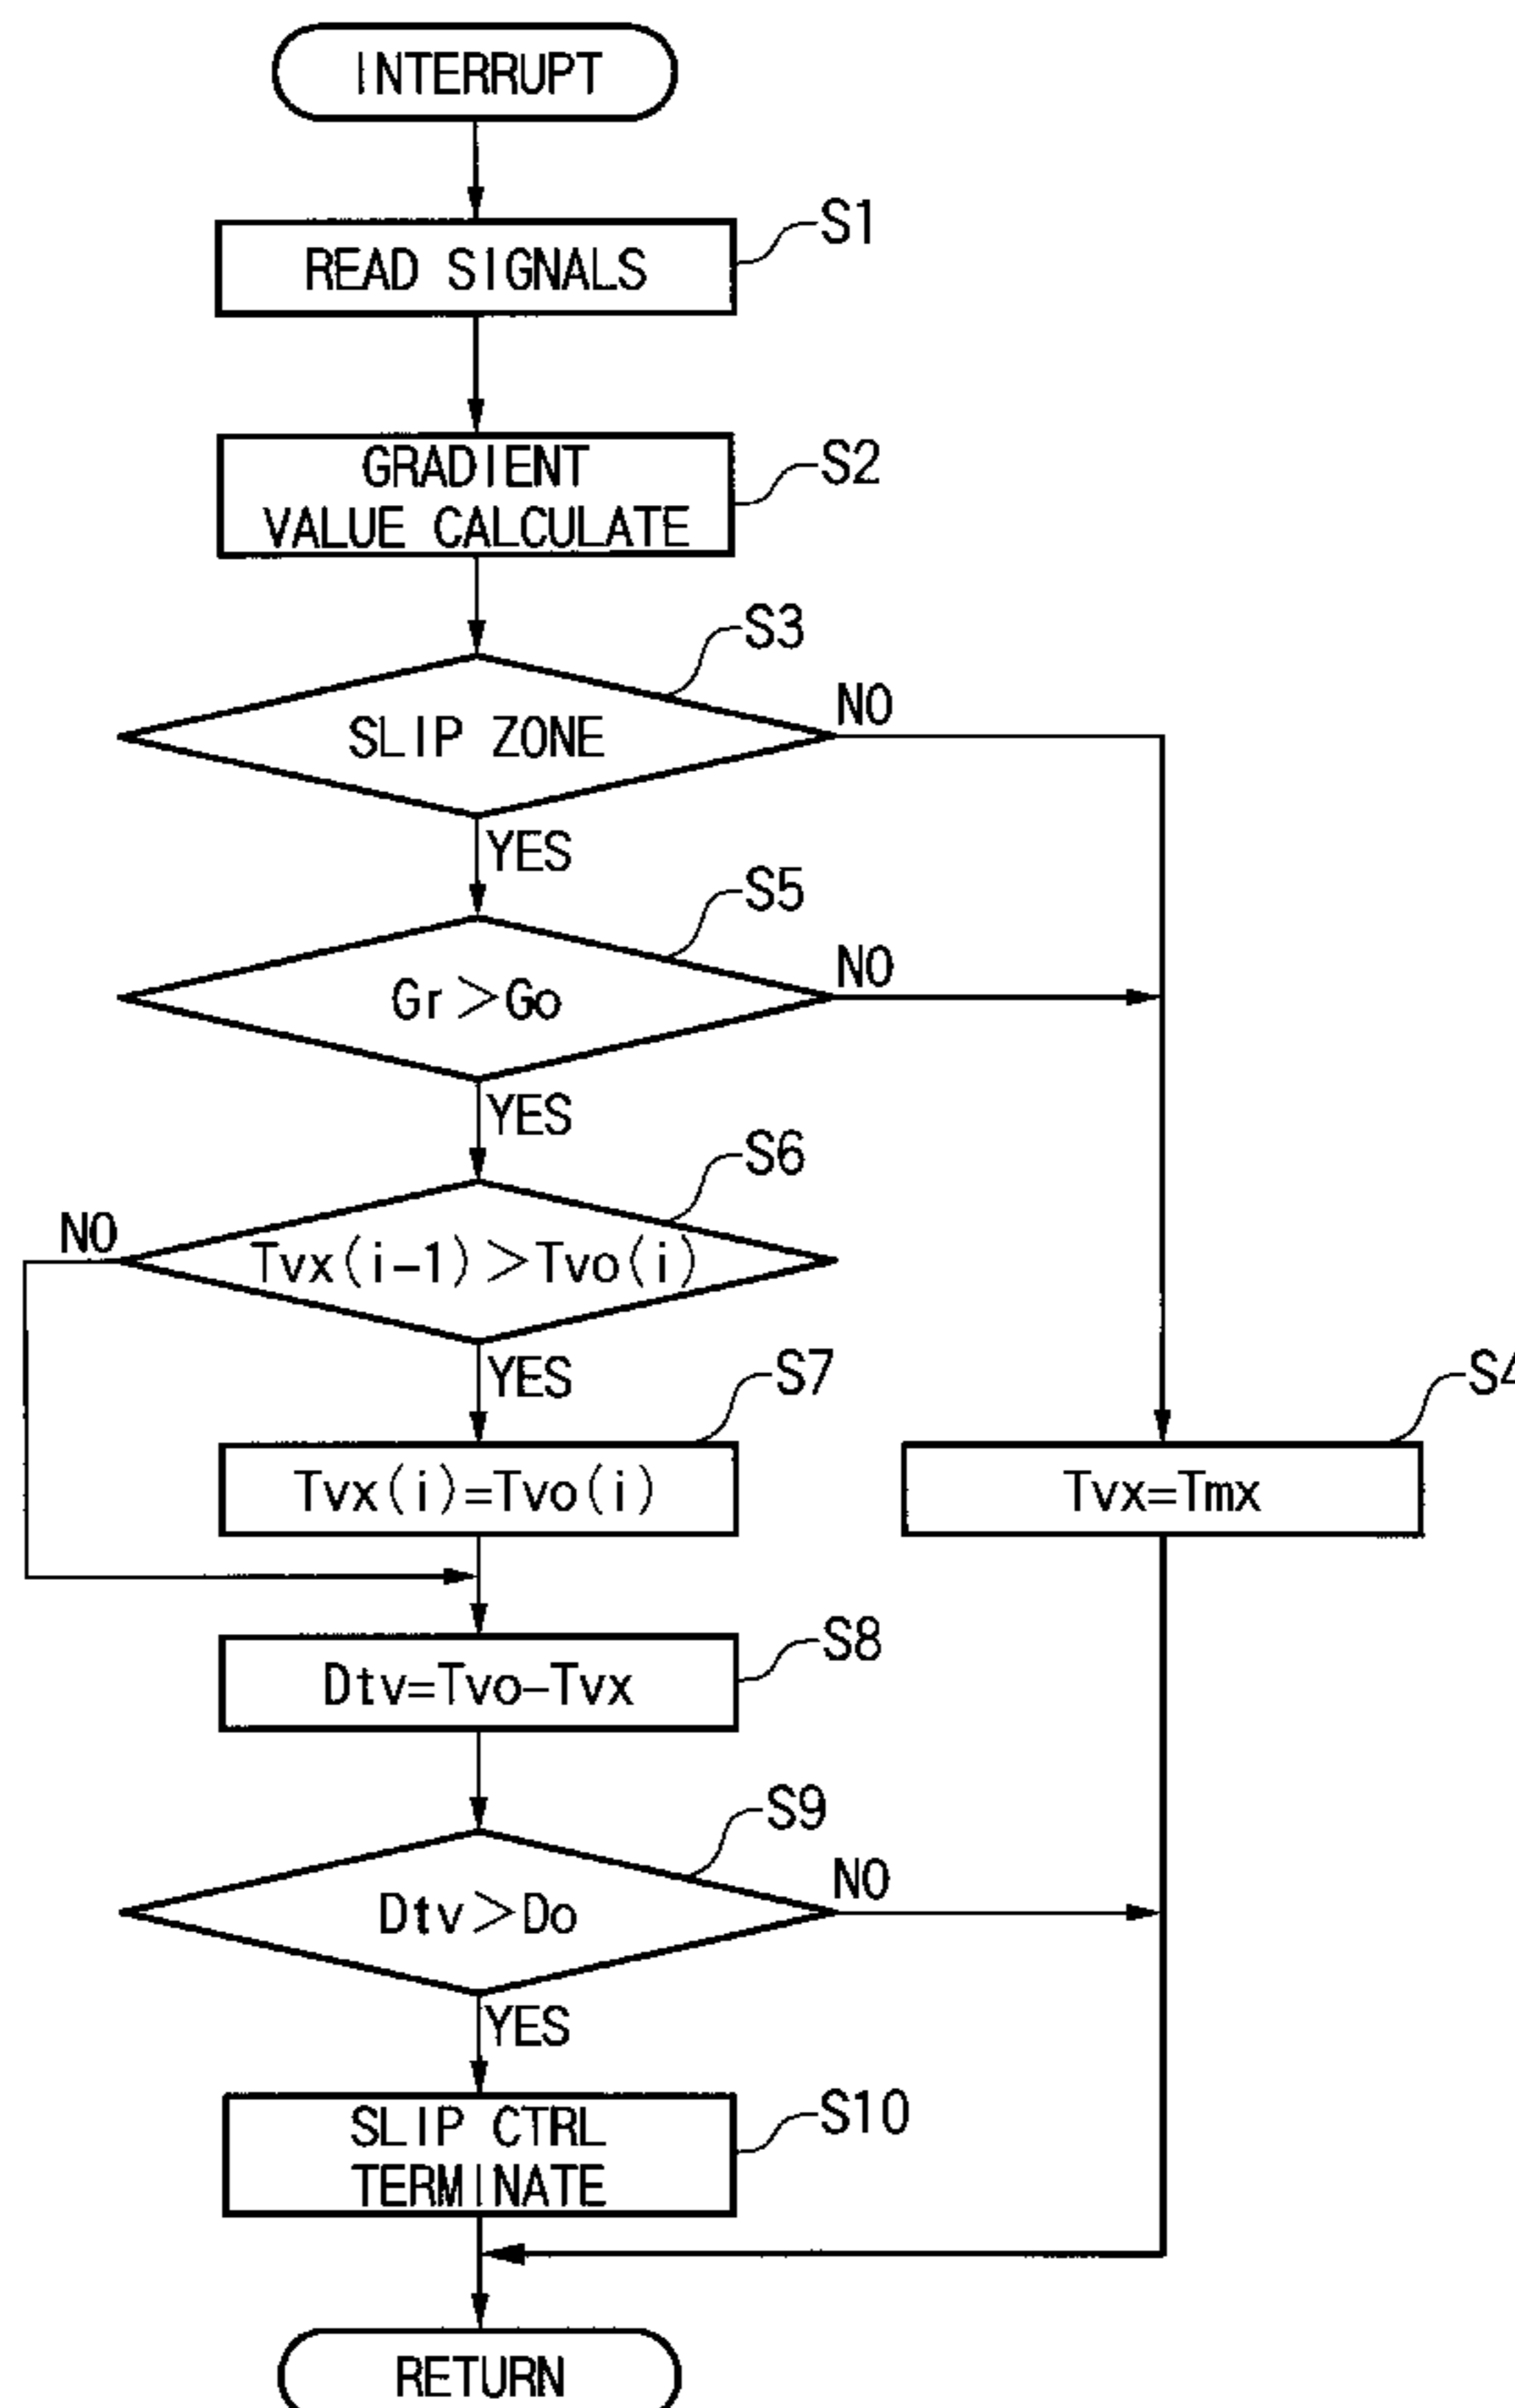 INTERRUPT
S1
READ SIGNALS
S2
GRADIENT
VALUE CALCULATE
S3
SLIP ZONE
NO
YES
S5
Gr>Go
NO
YES
S6
NO
Tvx(i-1)>Tvo(i)
YES
S7
Tvx(i)=Tvo(i)
S4
Tvx=Tmx
S8
Dtv=Tvo-Tvx
S9
Dtv>Do
NO
YES
S10
SLIP CTRL
TERMINATE
RETURN